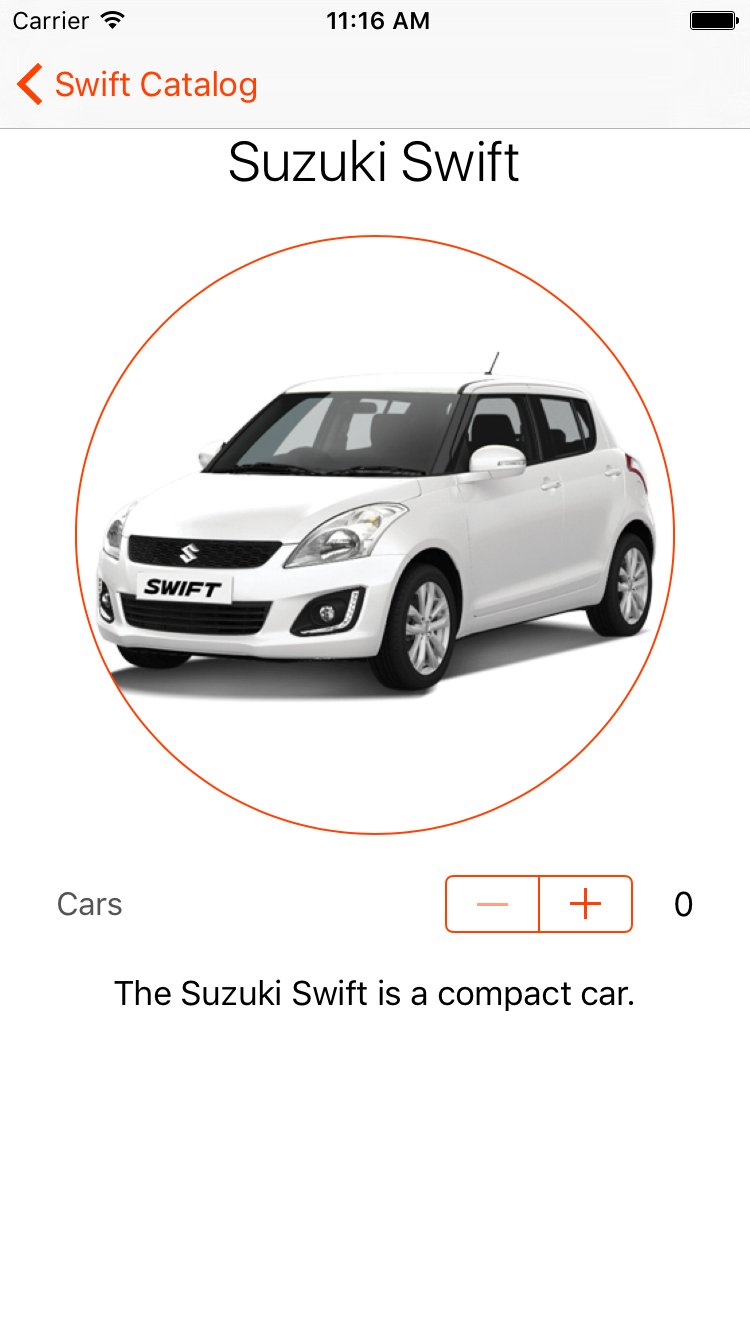 Carrier 11:16 AM
Swift Catalog
Suzuki Swift
SWIFT
Cars 0
The Suzuki Swift is a compact car.